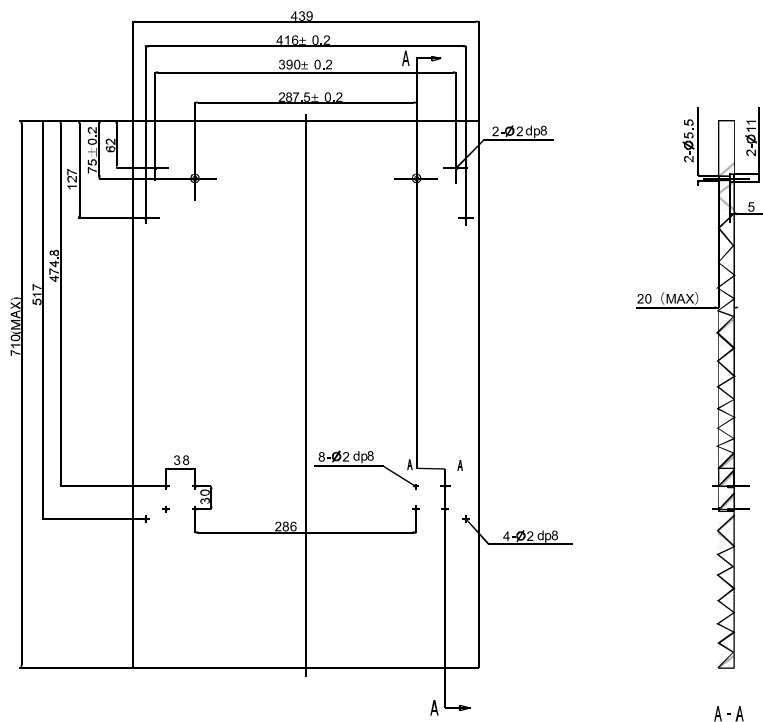 439
416± 0.2
A
390± 0.2
287.5± 0.2
2-Ø2 dp8
62
75±0.2
127
474.8
517
710(MAX)
2-Ø5.5
2-Ø11
5
20（MAX）
38
8-Ø2 dp8
A
A
30
286
4-Ø2 dp8
A
A - A